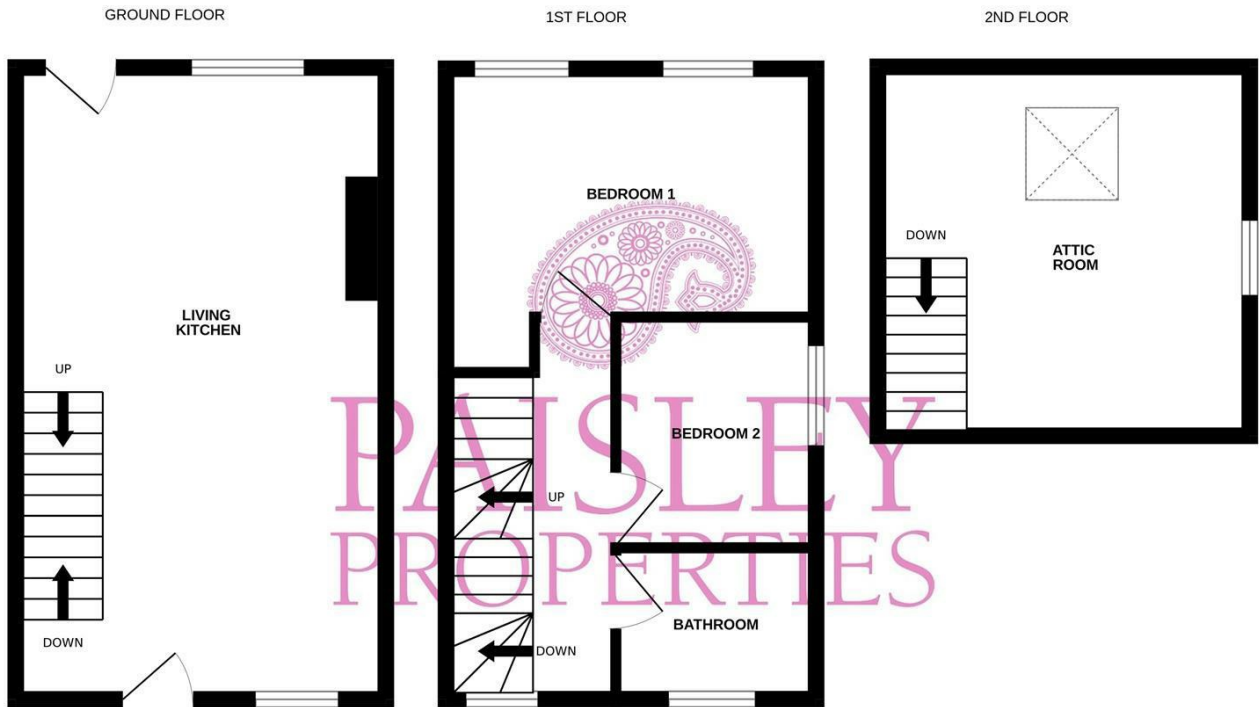 GROUND FLOOR
1ST FLOOR
2ND FLOOR
LIVING
KITCHEN
UP
DOWN
BEDROOM 1
BEDROOM 2
UP
DOWN
BATHROOM
DOWN
ATTIC
ROOM
PAISLEY
PROPERTIES